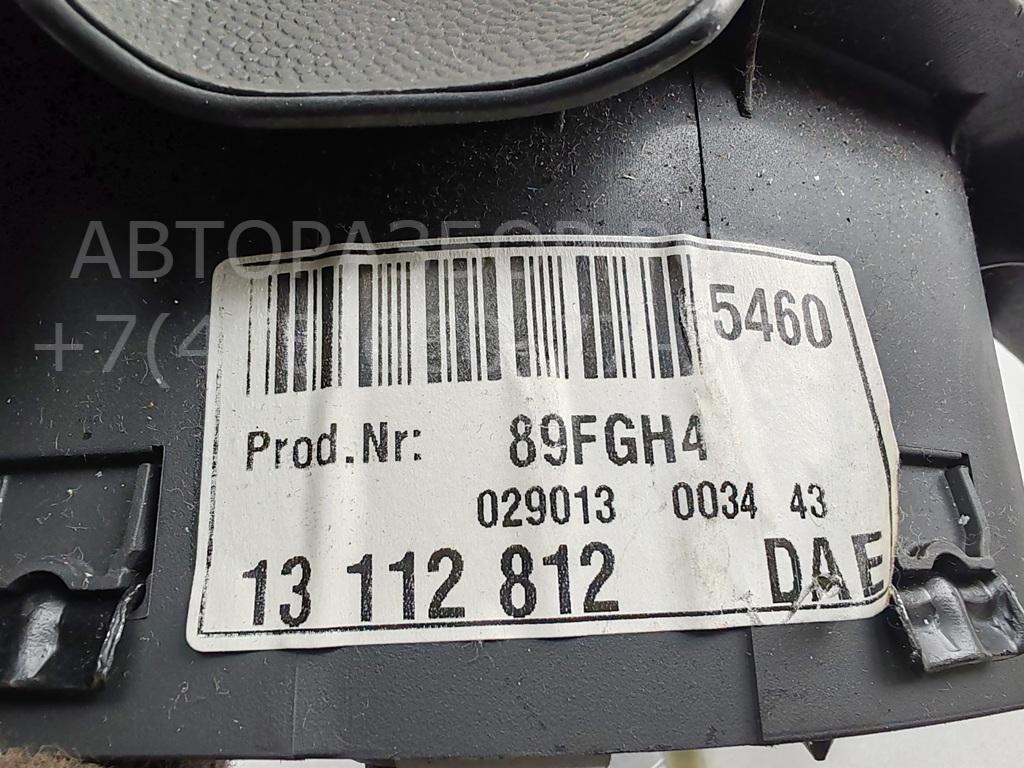 АВТОРАЗБОР
5460
Prod.Nr: 89FGH4
029013 0034 43
13 112 812 DAE